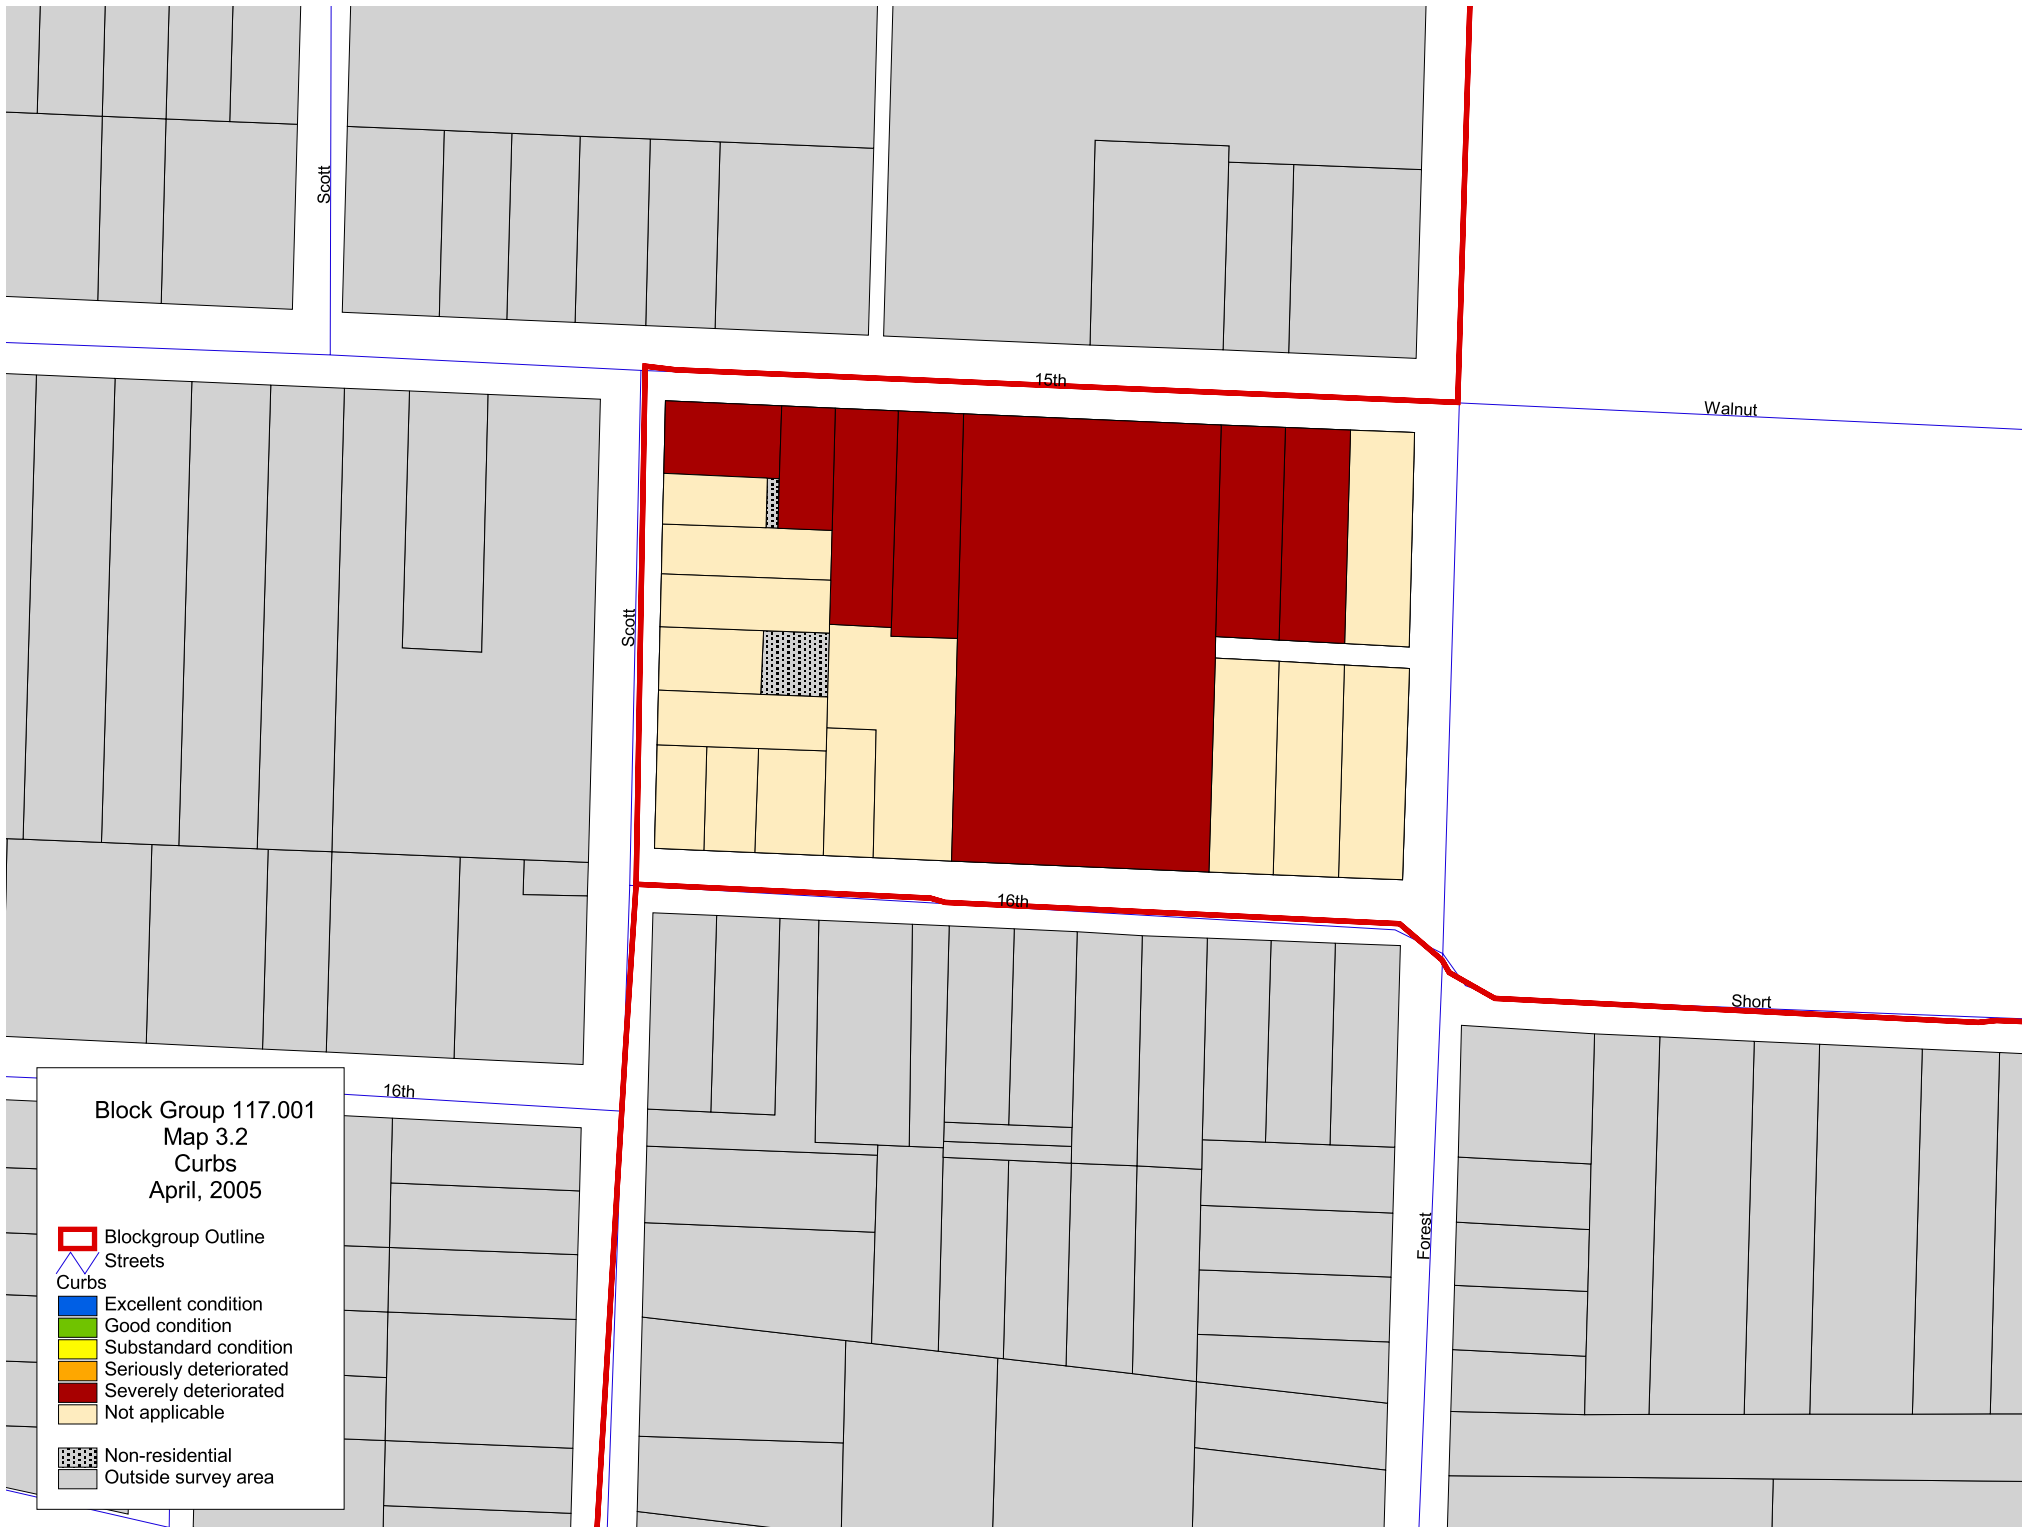 Scott
15th
Walnut
Scott
16th
Short
16th
Forest
Block Group 117.001
Map 3.2
Curbs
April, 2005
Blockgroup Outline
Streets
Curbs
Excellent condition
Good condition
Substandard condition
Seriously deteriorated
Severely deteriorated
Not applicable
Non-residential
Outside survey area